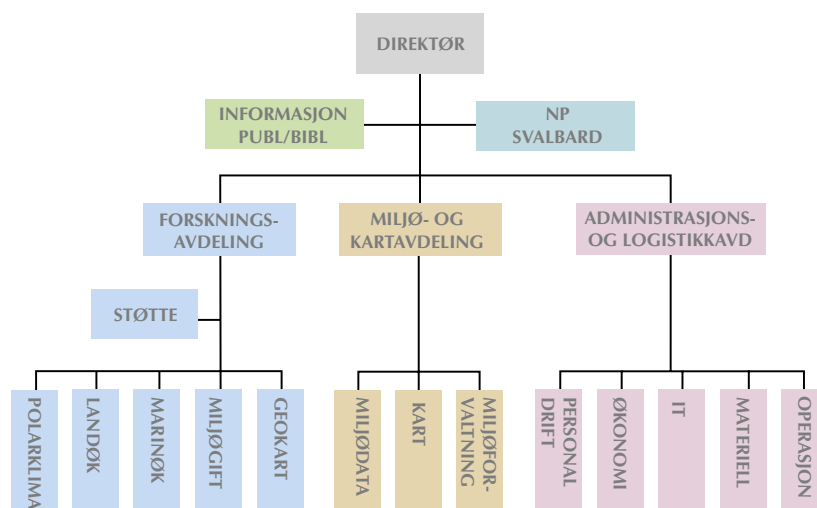 DIREKTØR
INFORMASJON
PUBL/BIBL
NP
SVALBARD
FORSKNINGS-
AVDELING
MILJØ- OG
KARTAVDELING
ADMINISTRASJONS-
OG LOGISTIKKAVD
STØTTE
POLARKLIMA
LANDØK
MARINØK
MILJØGIFT
GEOKART
MILJØDATA
KART
MILJØFOR-
VALTNING
PERSONAL
DRIFT
ØKONOMI
IT
MATERIELL
OPERASJON